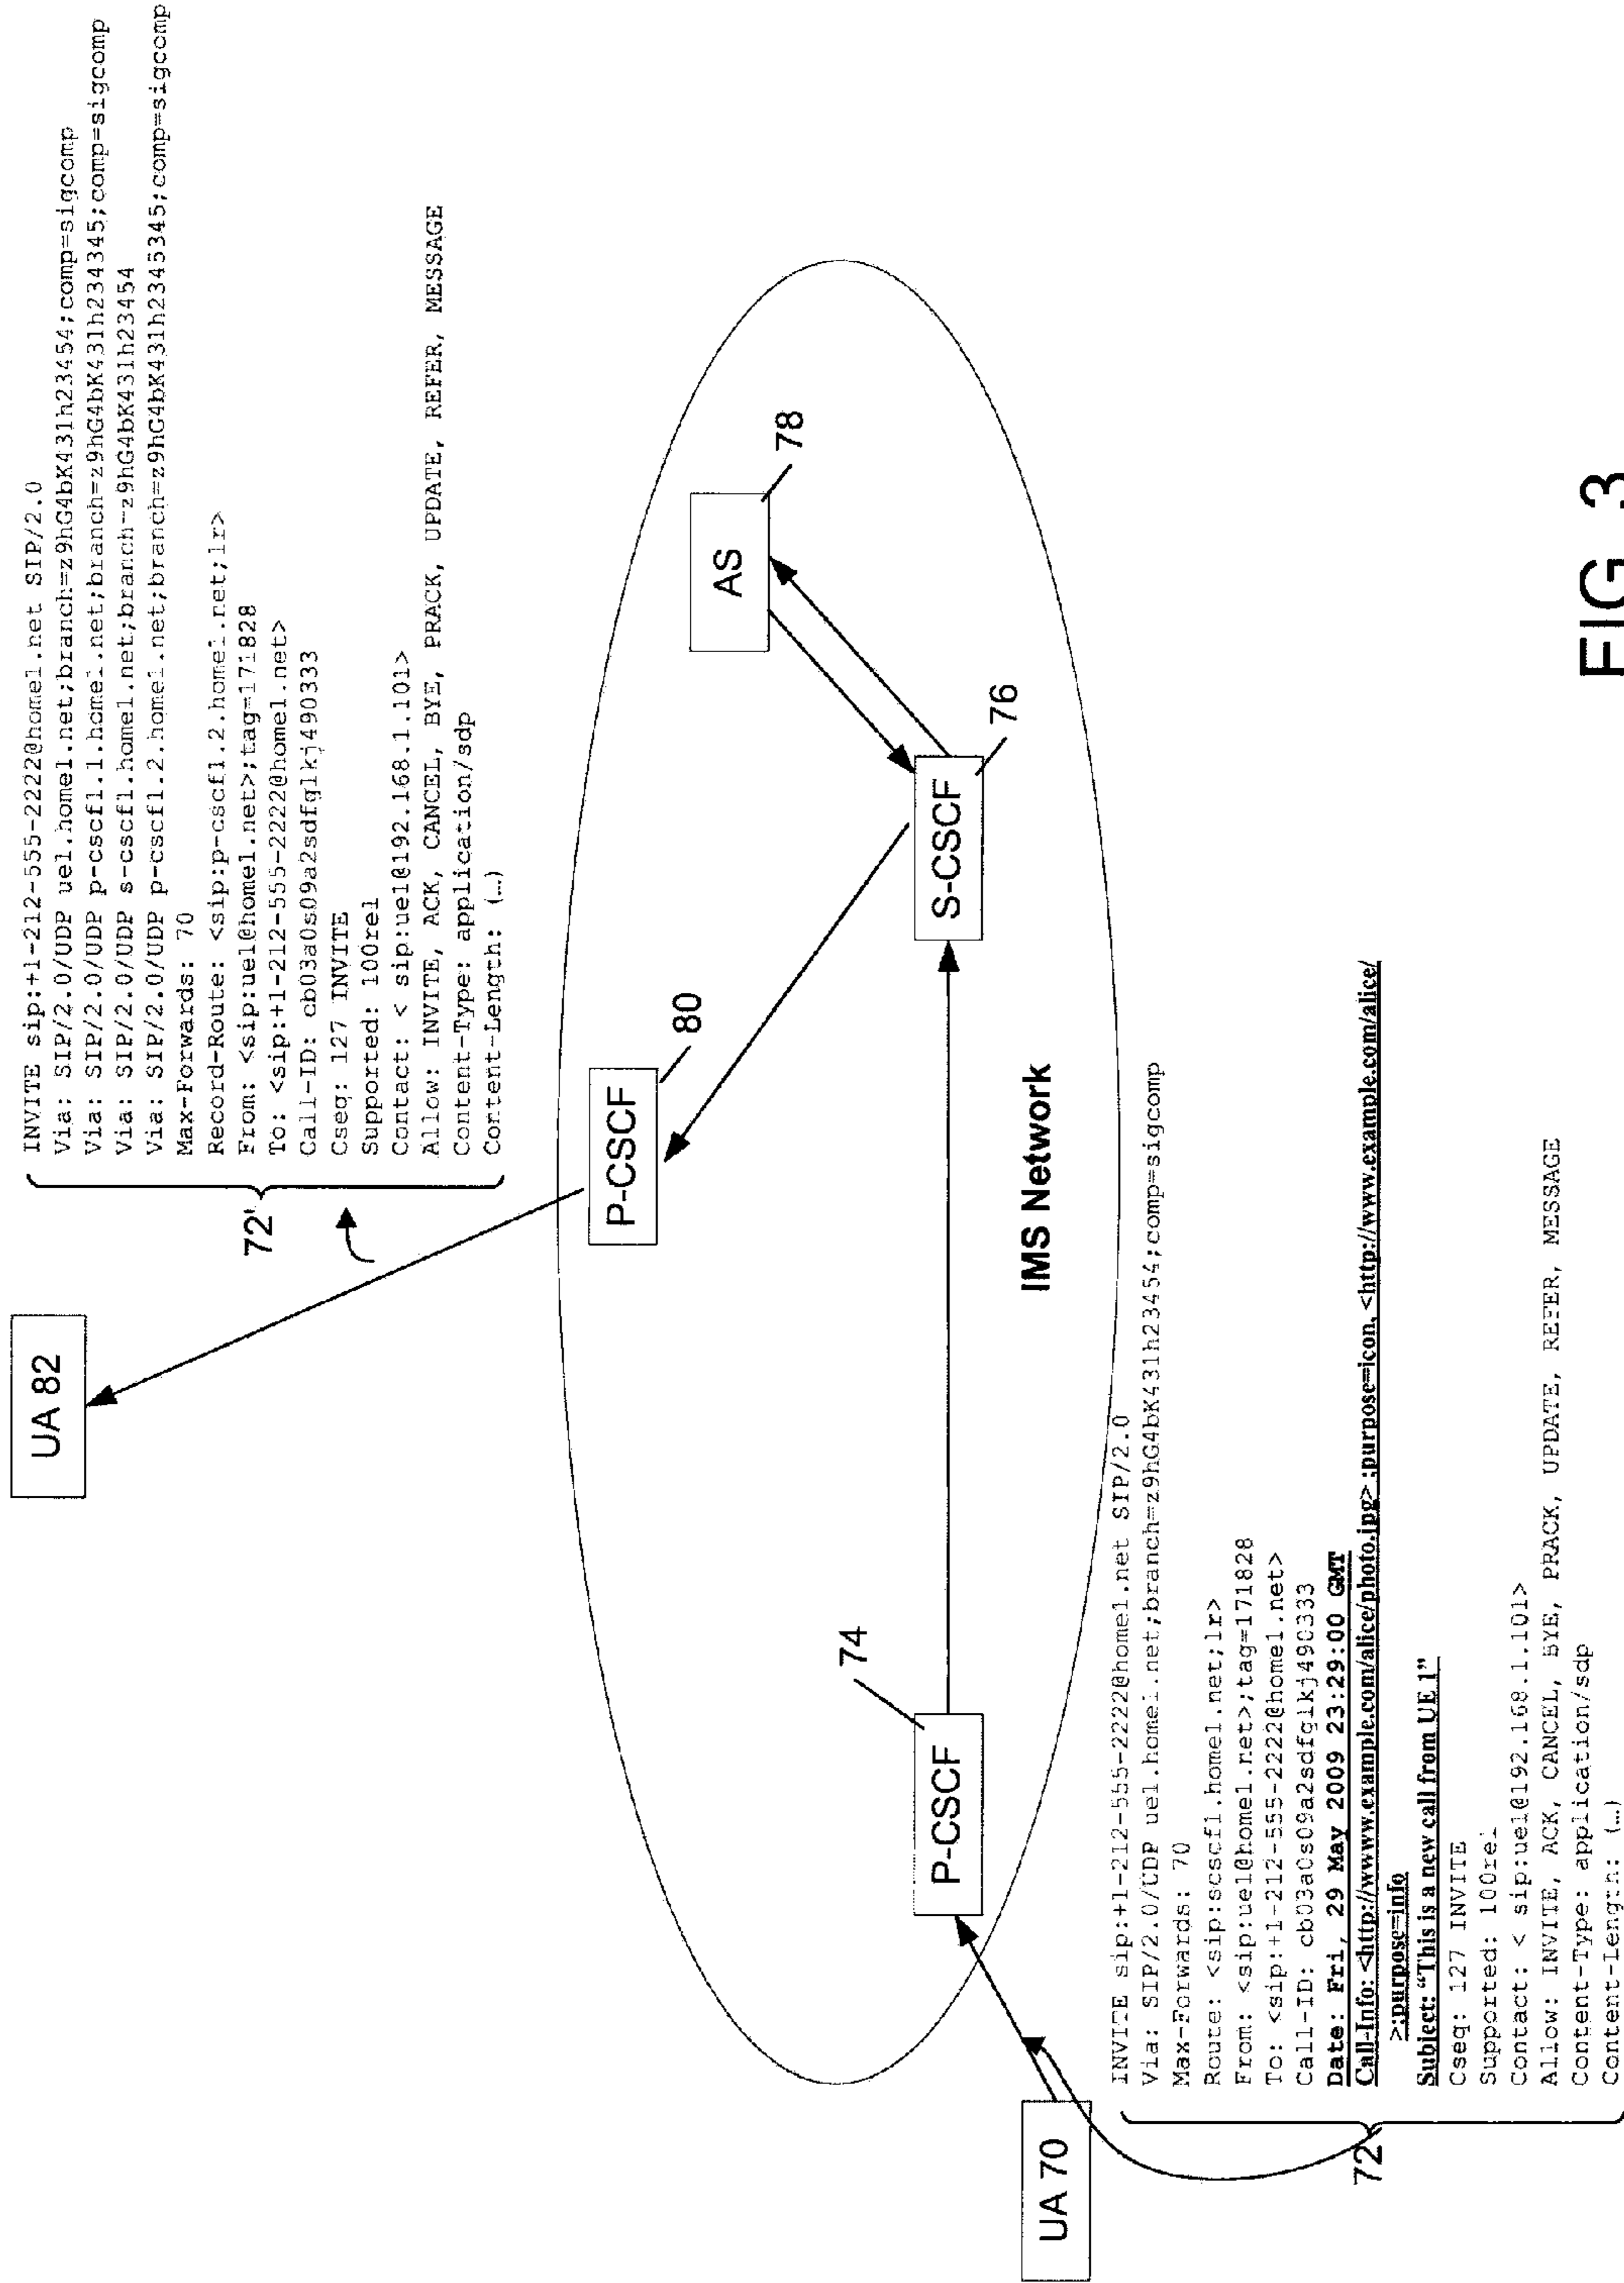 INVITE sip:+1-212-555-2222@home1.net SIP/2.0
Via: SIP/2.0/UDP ue1.home1.net;branch=z9hG4bK431h23454;comp=sigcomp
Via: SIP/2.0/UDP p-cscf1.1.home1.net;branch=z9hG4bK431h234345;comp=sigcomp
Via: SIP/2.0/UDP s-cscf1.home1.net;branch=z9hG4bK431h23454
Via: SIP/2.0/UDP p-cscf1.2.home1.net;branch=z9hG4bK431h2345345;comp=sigcomp
Max-Forwards: 70
Record-Route: <sip:p-cscf1.2.home1.net;lr>
From: <sip:ue1@home1.net>;tag=171828
To: <sip:+1-212-555-2222@home1.net>
Call-ID: cb03a0s09a2sdfglkj490333
Cseq: 127 INVITE
Supported: 100rel
Contact: < sip:ue1@192.168.1.101>
Allow: INVITE, ACK, CANCEL, BYE, PRACK, UPDATE, REFER, MESSAGE
Content-Type: application/sdp
Content-Length: (…)
72'
UA 82
P-CSCF
80
AS
78
S-CSCF
76
P-CSCF
74
IMS Network
UA 70
72
INVITE sip:+1-212-555-2222@home1.net SIP/2.0
Via: SIP/2.0/UDP ue1.home1.net;branch=z9hG4bK431h23454;comp=sigcomp
Max-Forwards: 70
Route: <sip:scscf1.home1.net;lr>
From: <sip:ue1@home1.net>;tag=171828
To: <sip:+1-212-555-2222@home1.net>
Call-ID: cb03a0s09a2sdfglkj490333
Date: Fri, 29 May 2009 23:29:00 GMT
Call-Info: <http://wwww.example.com/alice/photo.jpg> ;purpose=icon, <http://www.example.com/alice/
>;purpose=info
Subject: “This is a new call from UE 1”
Cseq: 127 INVITE
Supported: 100rel
Contact: < sip:ue1@192.168.1.101>
Allow: INVITE, ACK, CANCEL, BYE, PRACK, UPDATE, REFER, MESSAGE
Content-Type: application/sdp
Content-Length: (…)
FIG. 3